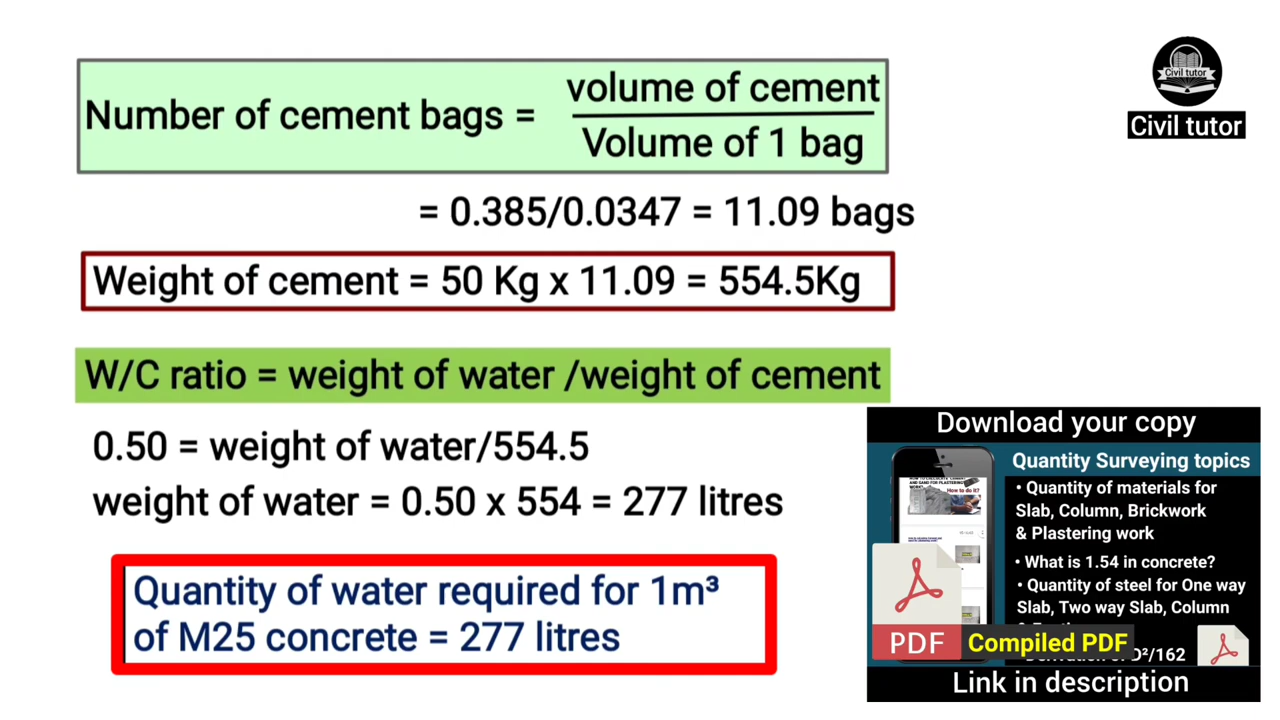 Number of cement bags = volume of cement
Volume of 1 bag
Civil tutor
Civil tutor
= 0.385/0.0347 = 11.09 bags
Weight of cement = 50 Kg x 11.09 = 554.5Kg
W/C ratio = weight of water /weight of cement
0.50 = weight of water/554.5
weight of water = 0.50 x 554 = 277 litres
Quantity of water required for 1m³
of M25 concrete = 277 litres
Download your copy
Quantity Surveying topics
• Quantity of materials for
Slab, Column, Brickwork
& Plastering work
• What is 1.54 in concrete?
• Quantity of steel for One way
Slab, Two way Slab, Column
D²/162
How to do it?
PDF
Compiled PDF
Link in description